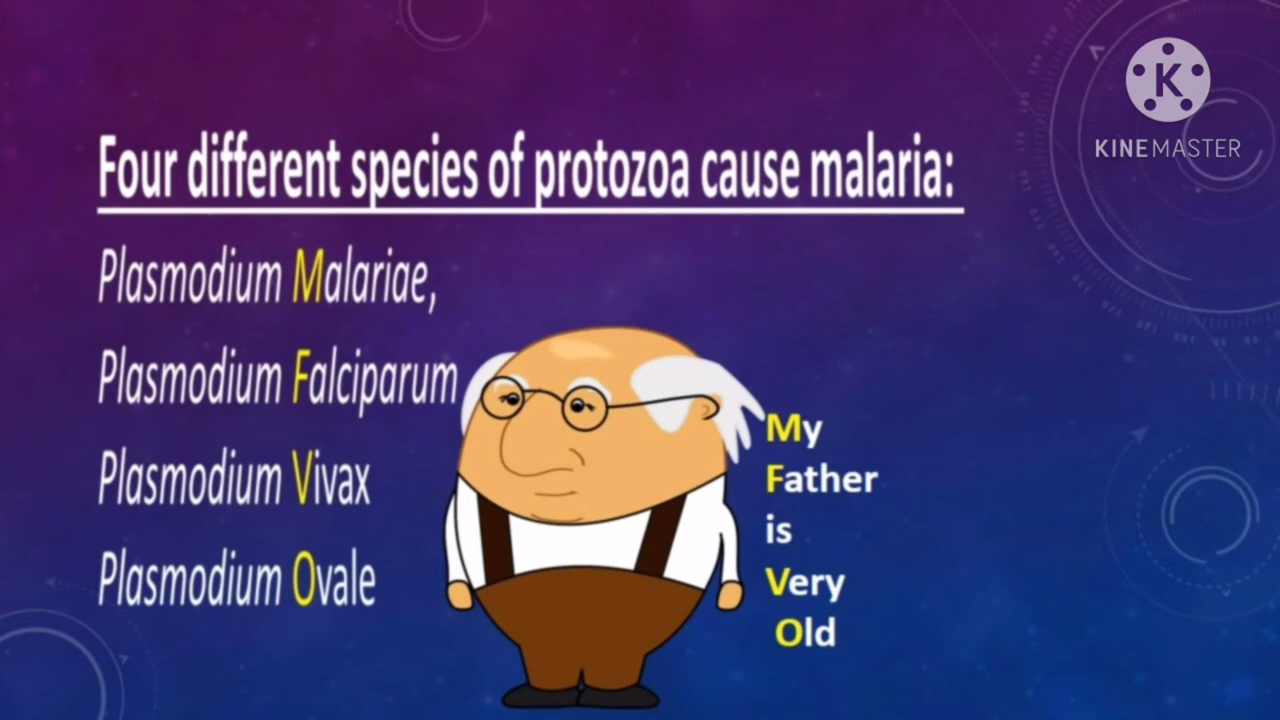 K
KINEMASTER
Four different species of protozoa cause malaria:
Plasmodium Malariae,
Plasmodium Falciparum
Plasmodium Vivax
Plasmodium Ovale
My
Father
is
Very
Old